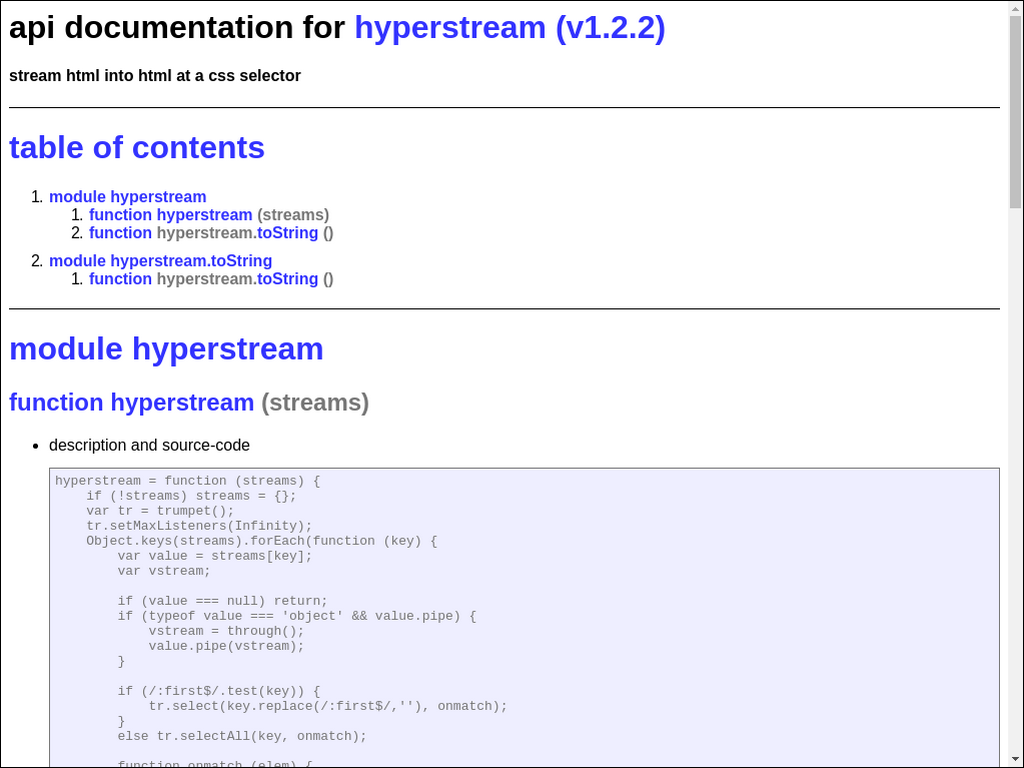 api documentation for hyperstream (v1.2.2)
stream html into html at a css selector
table of contents
1. module hyperstream
1. function hyperstream (streams)
2. function hyperstream.toString ()
2. module hyperstream.toString
1. function hyperstream.toString ()
module hyperstream
function hyperstream (streams)
• description and source-code
hyperstream = function (streams) {
    if (!streams) streams = {};
    var tr = trumpet();
    tr.setMaxListeners(Infinity);
    Object.keys(streams).forEach(function (key) {
        var value = streams[key];
        var vstream;
        if (value === null) return;
        if (typeof value === 'object' && value.pipe) {
            vstream = through();
            value.pipe(vstream);
        }
        if (/:first$/.test(key)) {
            tr.select(key.replace(/:first$/,''), onmatch);
        }
        else tr.selectAll(key, onmatch);
        function onmatch (elem) {